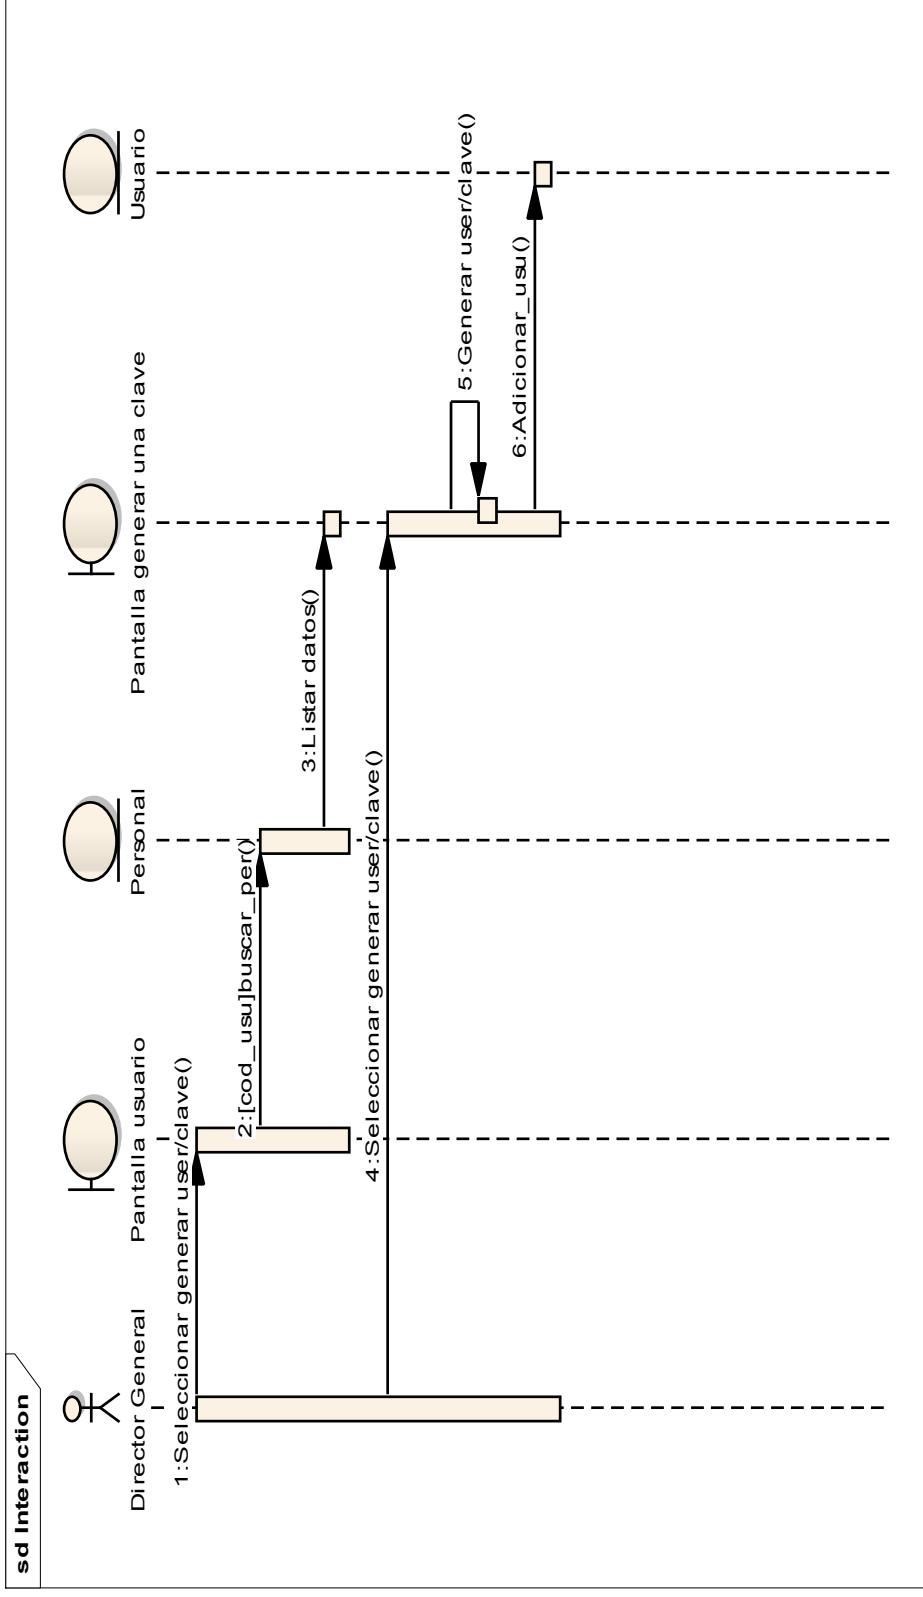 sd Interaction
Director General
Pantalla usuario
Personal
Pantalla generar una clave
Usuario
1:Seleccionar generar user/clave()
2:[cod_usu]buscar_per()
3:Listar datos()
4:Seleccionar generar user/clave()
5:Generar user/clave()
6:Adicionar_usu()